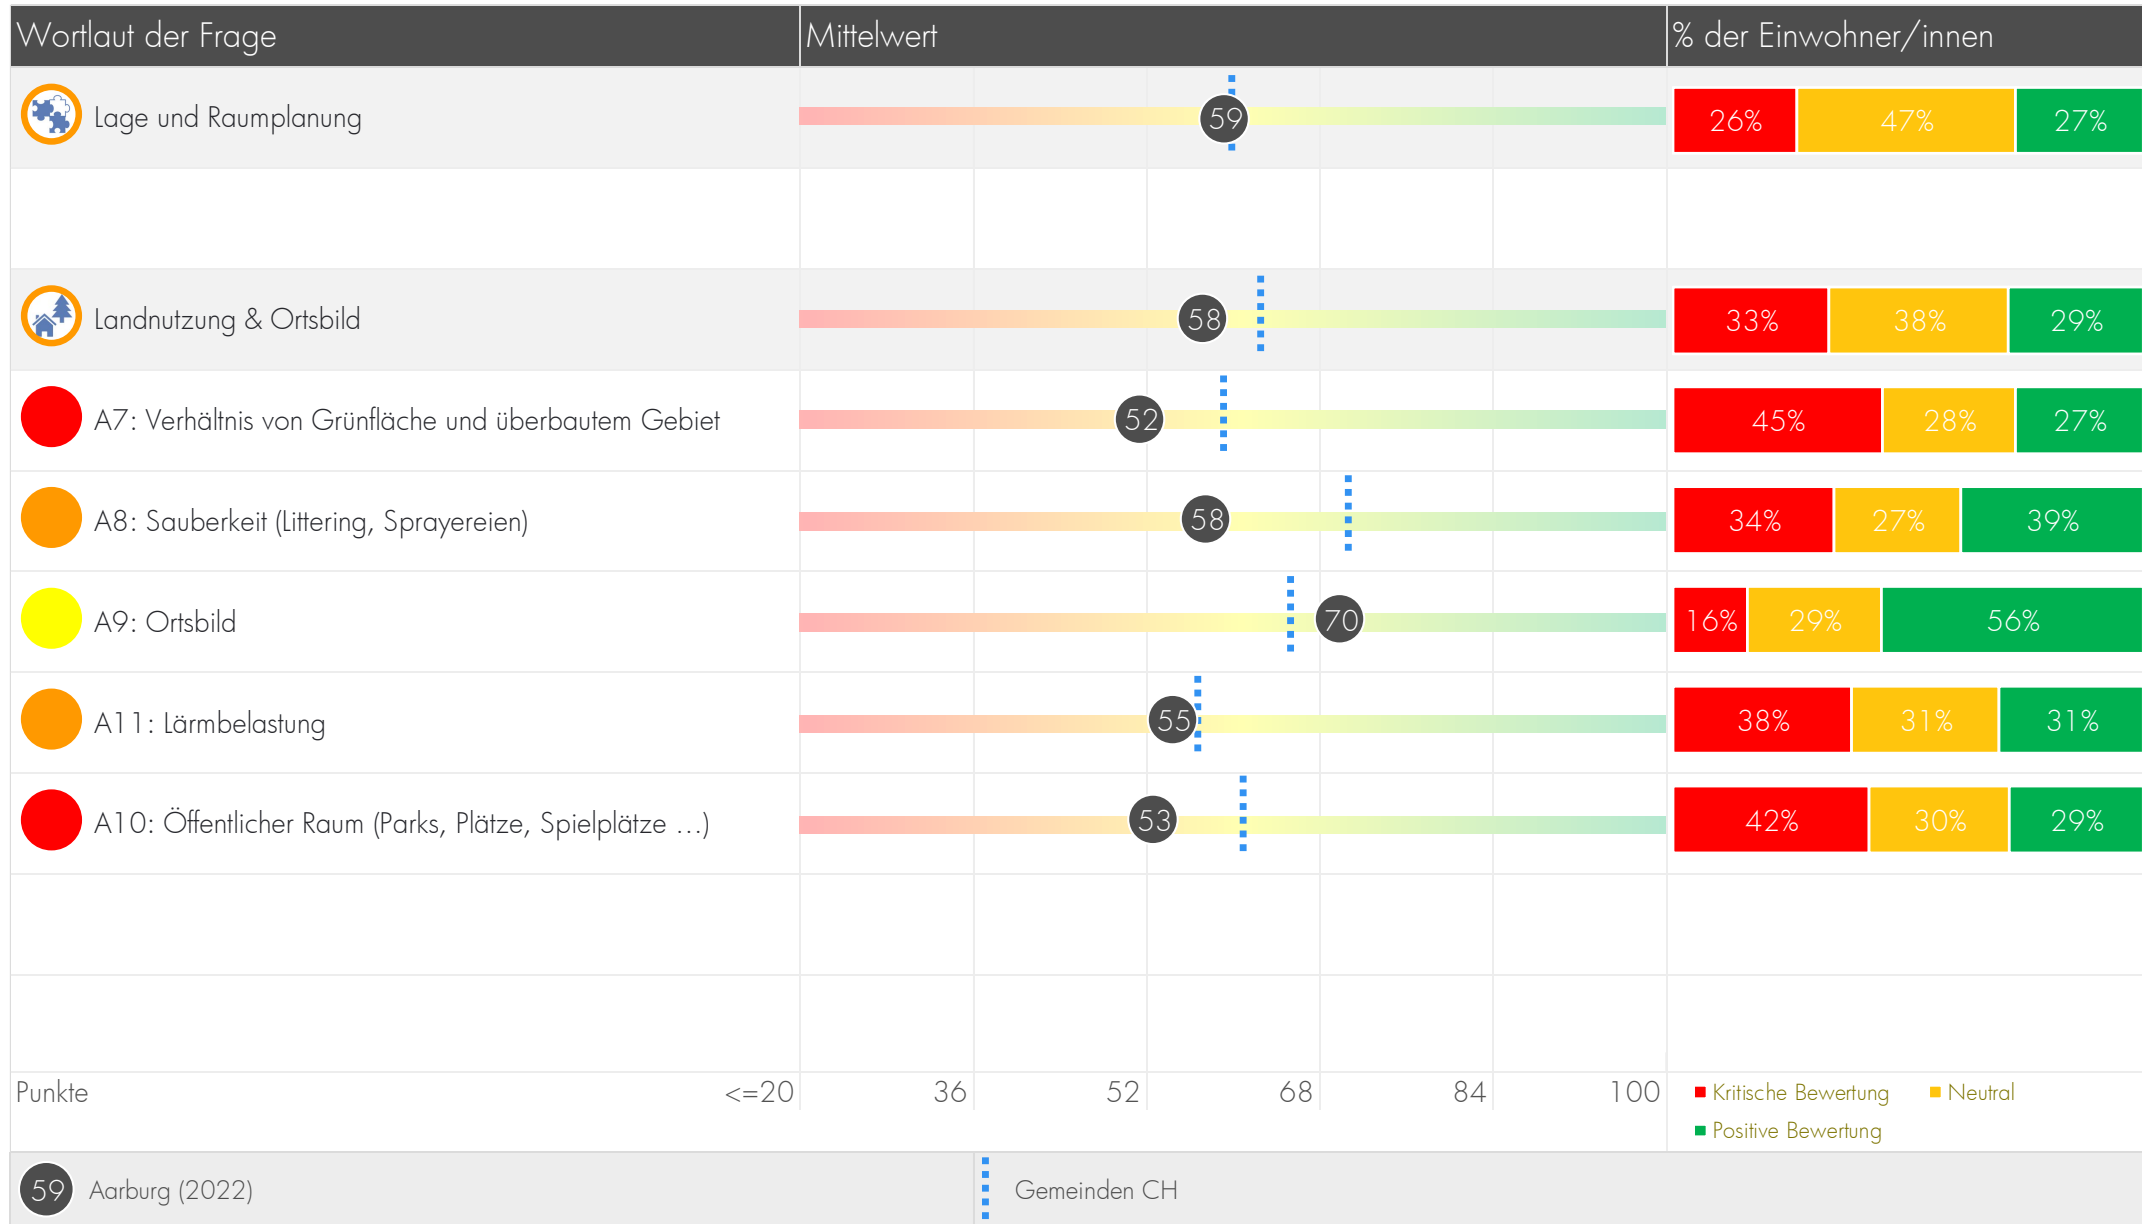 Wortlaut der Frage Mittelwert % der Einwohner/innen
Lage und Raumplanung 59 26% 47% 27%
Landnutzung & Ortsbild 58 33% 38% 29%
A7: Verhältnis von Grünfläche und überbautem Gebiet 52 45% 28% 27%
A8: Sauberkeit (Littering, Sprayereien) 58 34% 27% 39%
A9: Ortsbild 70 16% 29% 56%
A11: Lärmbelastung 55 38% 31% 31%
A10: Öffentlicher Raum (Parks, Plätze, Spielplätze ...) 53 42% 30% 29%
Punkte <=20 36 52 68 84 100 Kritische Bewertung Neutral
Positive Bewertung
59 Aarburg (2022) Gemeinden CH